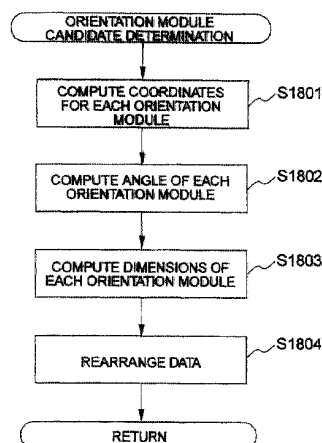 ORIENTATION MODULE
CANDIDATE DETERMINATION
COMPUTE COORDINATES
FOR EACH ORIENTATION
MODULE
S1801
COMPUTE ANGLE OF EACH
ORIENTATION MODULE
S1802
COMPUTE DIMENSIONS OF
EACH ORIENTATION MODULE
S1803
REARRANGE DATA
S1804
RETURN